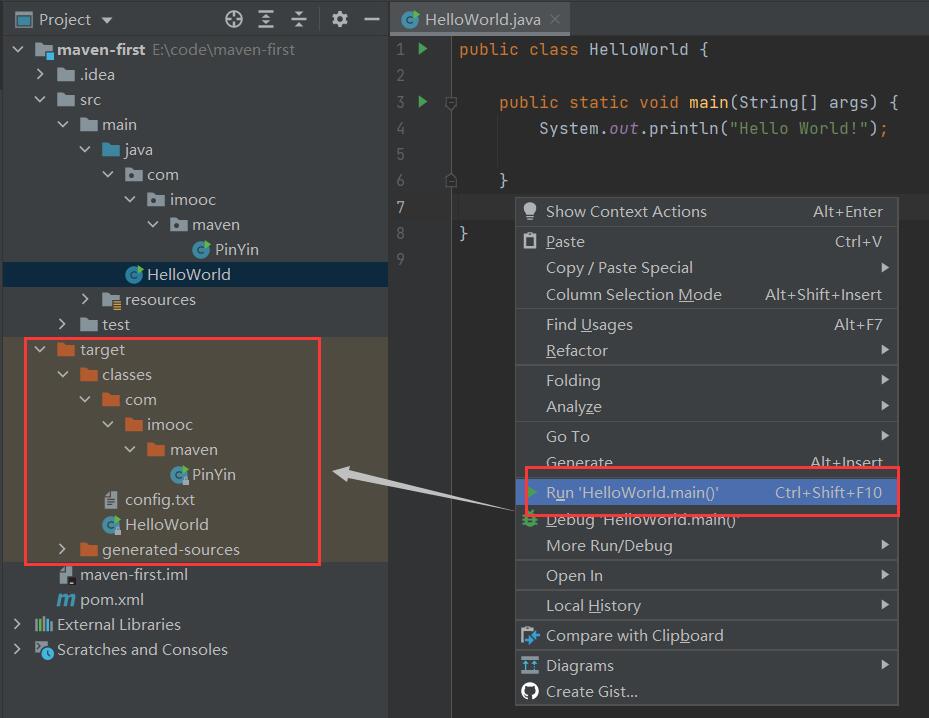 Project
maven-first E:\code\maven-first
.idea
src
main
java
com
imooc
maven
PinYin
HelloWorld
resources
test
target
classes
com
imooc
maven
PinYin
config.txt
HelloWorld
generated-sources
maven-first.iml
pom.xml
External Libraries
Scratches and Consoles
HelloWorld.java
1 public class HelloWorld {
2
3 public static void main(String[] args) {
4 System.out.println("Hello World!");
5
6 }
7
8 }
9
Show Context Actions Alt+Enter
Paste Ctrl+V
Copy / Paste Special
Column Selection Mode Alt+Shift+Insert
Find Usages Alt+F7
Refactor
Folding
Analyze
Go To
Generate... Alt+Insert
Run 'HelloWorld.main()' Ctrl+Shift+F10
Debug 'HelloWorld.main()'
More Run/Debug
Open In
Local History
Compare with Clipboard
Diagrams
Create Gist...